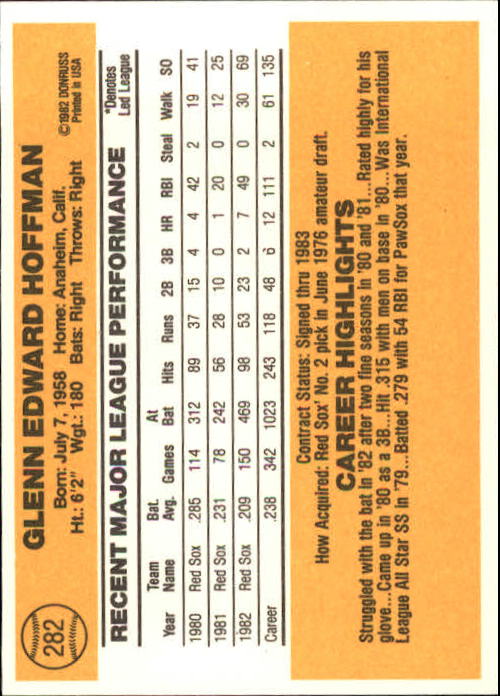 282
GLENN EDWARD HOFFMAN
Born: July 7, 1958 Home: Anaheim, Calif.
Ht.: 6'2" Wgt.: 180 Bats: Right Throws: Right
©1982 DONRUSS
Printed in USA
RECENT MAJOR LEAGUE PERFORMANCE
*Denotes
Led League
Team Bat. At
Year Name Avg. Games Bat Hits Runs 2B 3B HR RBI Steal Walk SO
1980 Red Sox .285 114 312 89 37 15 4 4 42 2 19 41
1981 Red Sox .231 78 242 56 28 10 0 1 20 0 12 25
1982 Red Sox .209 150 469 98 53 23 2 7 49 0 30 69
Career .238 342 1023 243 118 48 6 12 111 2 61 135
Contract Status: Signed thru 1983
How Acquired: Red Sox' No. 2 pick in June 1976 amateur draft.
CAREER HIGHLIGHTS
Struggled with the bat in '82 after two fine seasons in '80 and '81...Rated highly for his
glove...Came up in '80 as a 3B...Hit .315 with men on base in '80...Was International
League All Star SS in '79...Batted .279 with 54 RBI for PawSox that year.